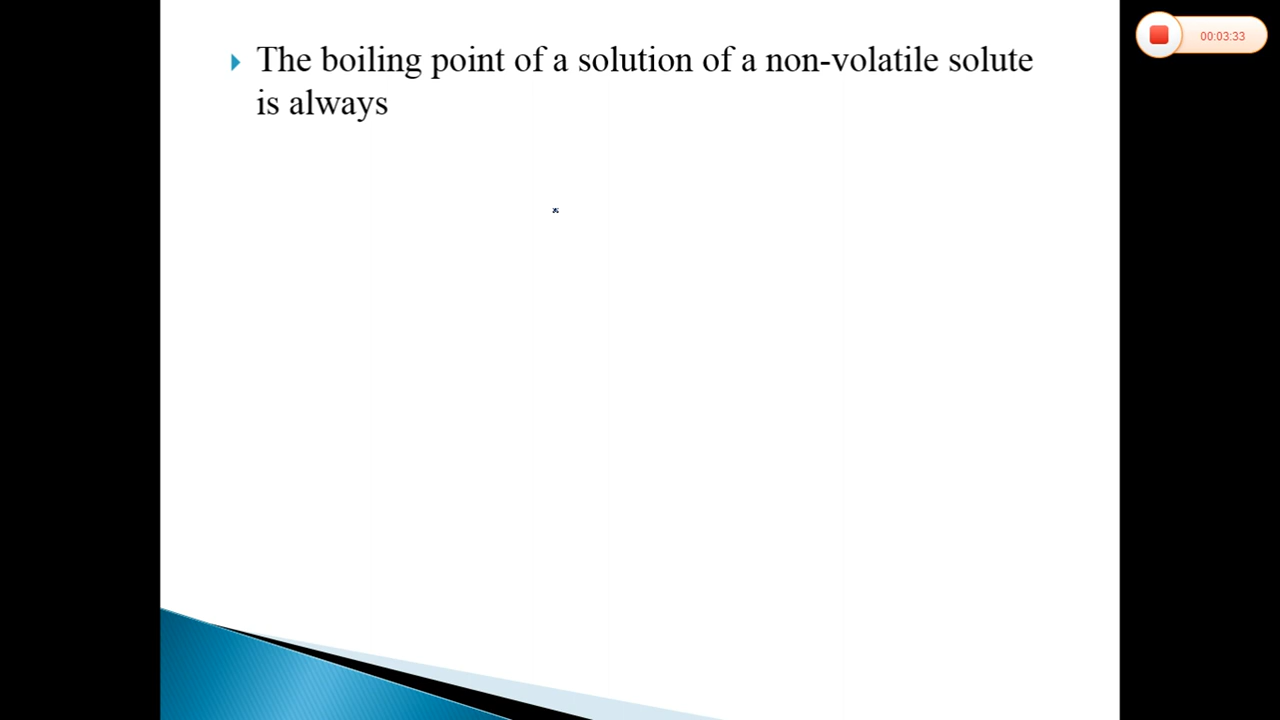 The boiling point of a solution of a non-volatile solute
is always
00:03:33